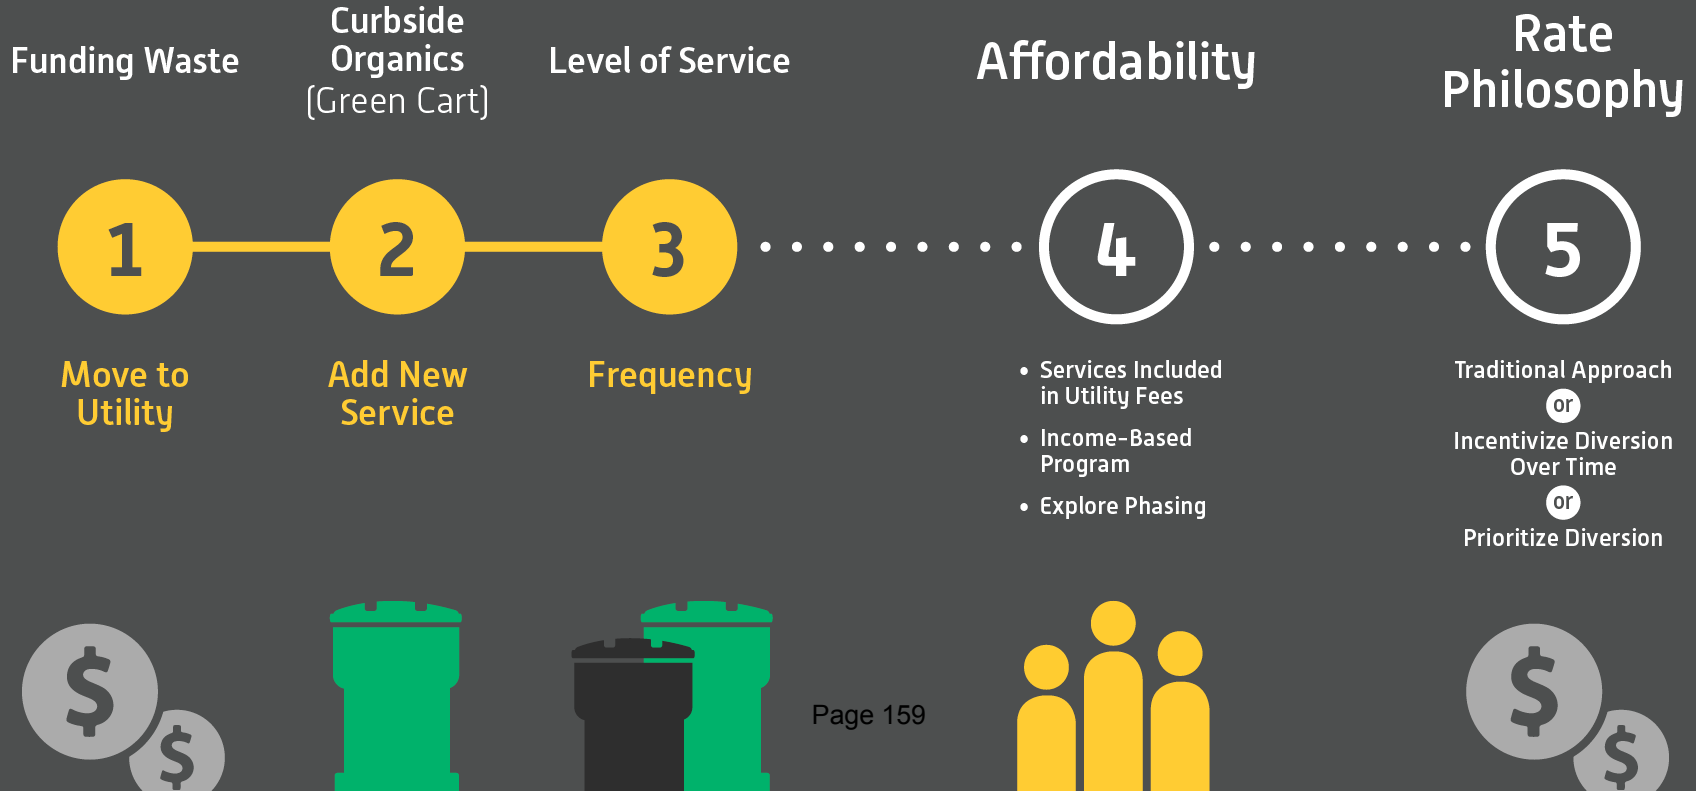 Funding Waste
Curbside
Organics
(Green Cart)
Level of Service
Affordability
Rate
Philosophy
1
2
3
4
5
Move to
Utility
Add New
Service
Frequency
• Services Included
in Utility Fees
• Income-Based
Program
• Explore Phasing
Traditional Approach
or
Incentivize Diversion
Over Time
or
Prioritize Diversion
$
$
Page 159
$
$